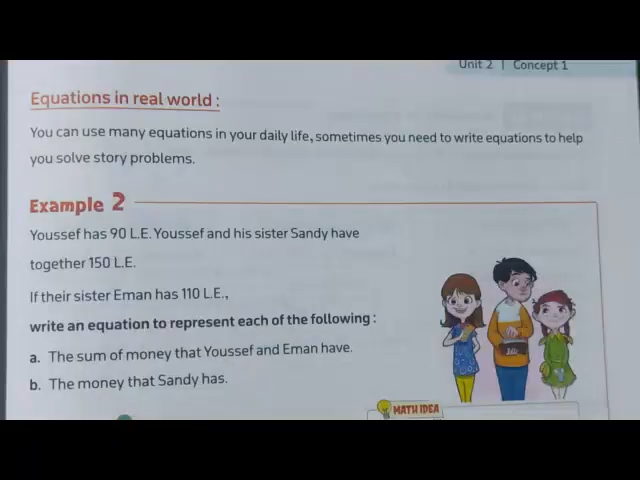 Unit 2 | Concept 1
Equations in real world :
You can use many equations in your daily life, sometimes you need to write equations to help
you solve story problems.
Example 2
Youssef has 90 L.E. Youssef and his sister Sandy have
together 150 L.E.
If their sister Eman has 110 L.E.,
write an equation to represent each of the following :
a. The sum of money that Youssef and Eman have.
b. The money that Sandy has.
MATH IDEA